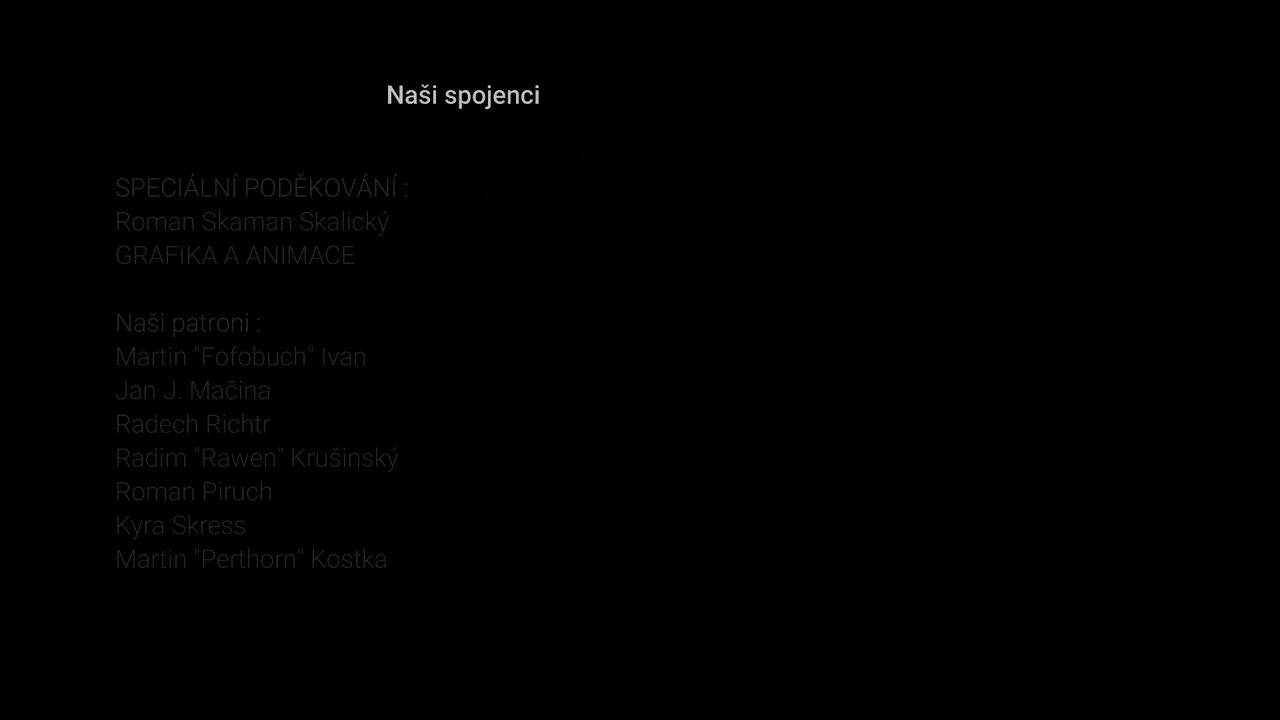 Naši spojenci
SPECIÁLNÍ PODĚKOVÁNÍ :
Roman Skaman Skalický
GRAFIKA A ANIMACE
Naši patroni :
Martin "Fofobuch" Ivan
Jan J. Mačina
Radech Richtr
Radim "Rawen" Krušinský
Roman Piruch
Kyra Skress
Martin "Perthorn" Kostka